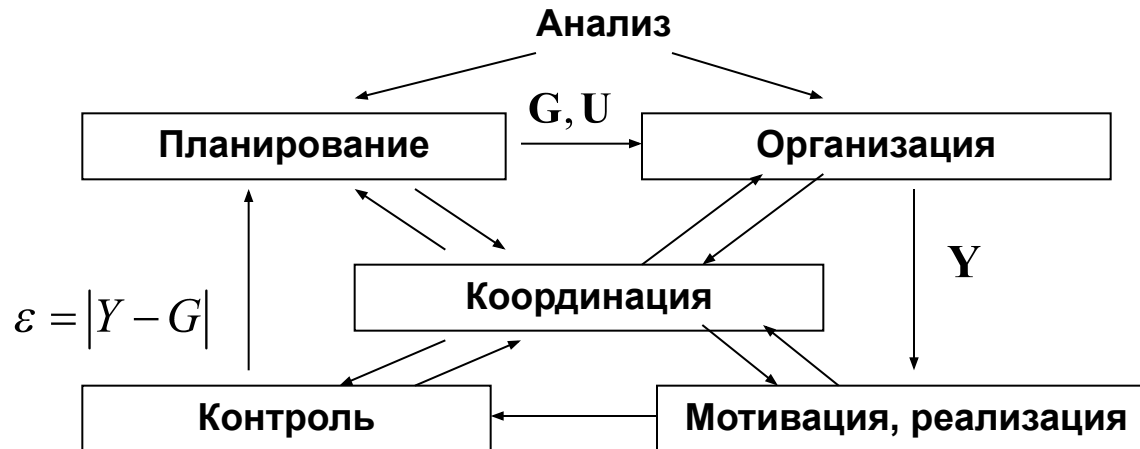 Анализ
G, U
Планирование
Организация
Y
Координация
ε = |Y − G|
Контроль
Мотивация, реализация